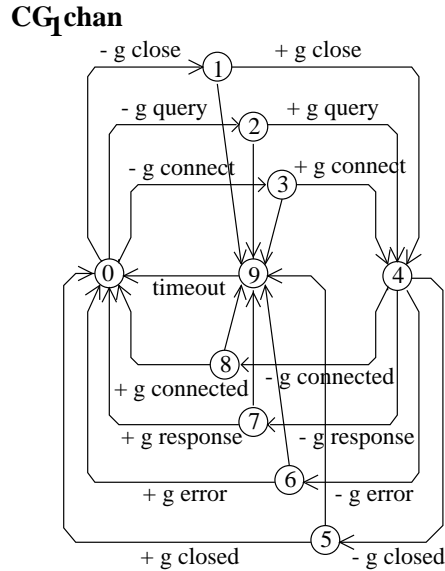 CG1chan
- g close
+ g close
1
- g query
+ g query
2
- g connect
+ g connect
3
0
9
4
timeout
8
+ g connected
- g connected
7
+ g response
- g response
6
+ g error
- g error
5
+ g closed
- g closed